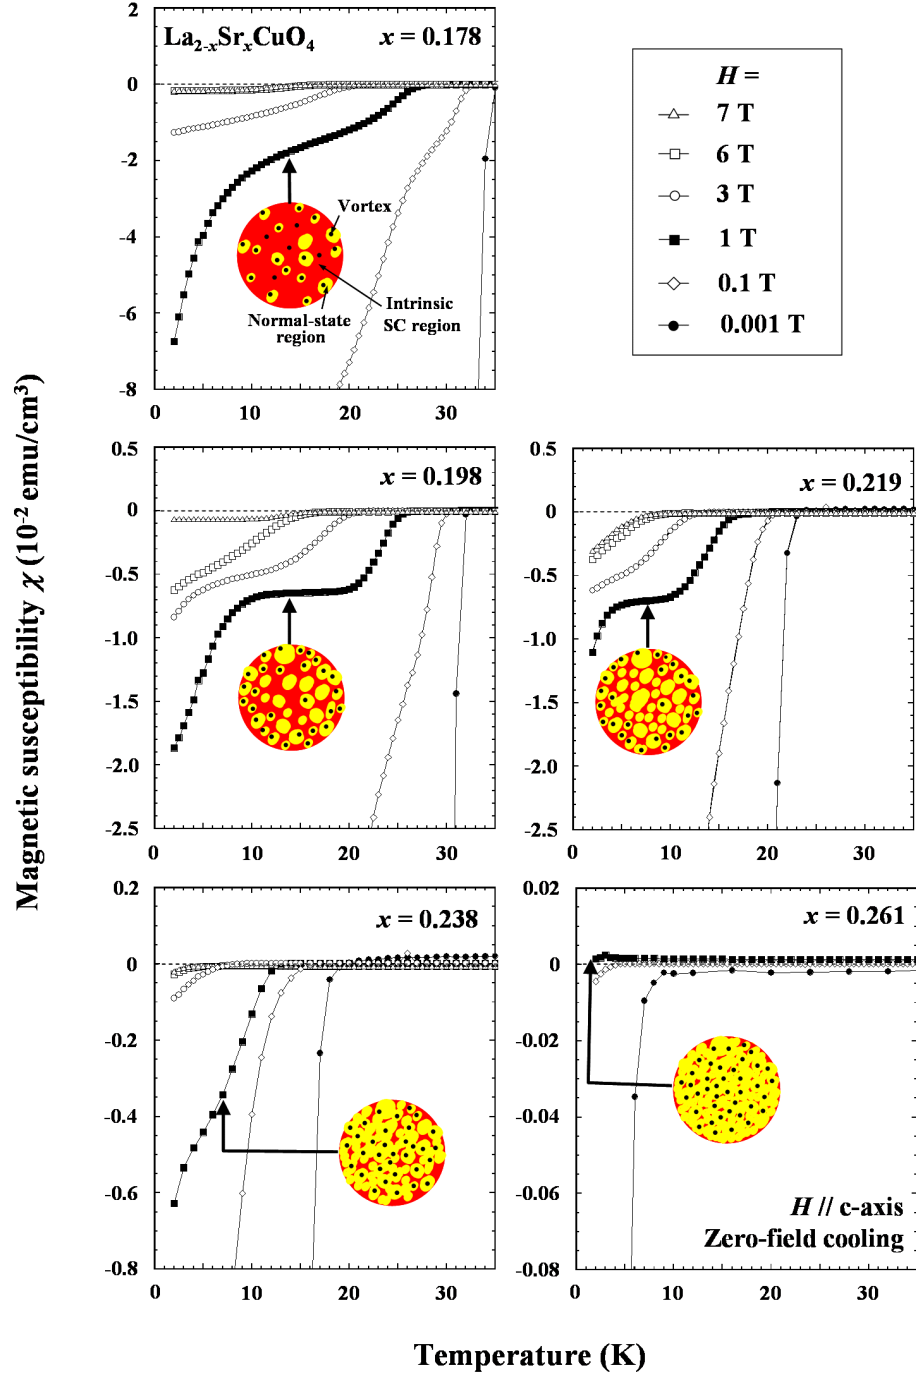 La2-xSrxCuO4
x = 0.178
2
0
-2
-4
-6
-8
0
10
20
30
Vortex
Intrinsic
SC region
Normal-state
region
H =
7 T
6 T
3 T
1 T
0.1 T
0.001 T
Magnetic susceptibility χ (10-2 emu/cm3)
x = 0.198
0.5
0
-0.5
-1.0
-1.5
-2.0
-2.5
0
10
20
30
x = 0.219
0.5
0
-0.5
-1.0
-1.5
-2.0
-2.5
0
10
20
30
x = 0.238
0.2
0
-0.2
-0.4
-0.6
-0.8
0
10
20
30
x = 0.261
0.02
0
-0.02
-0.04
-0.06
-0.08
0
10
20
30
H // c-axis
Zero-field cooling
Temperature (K)